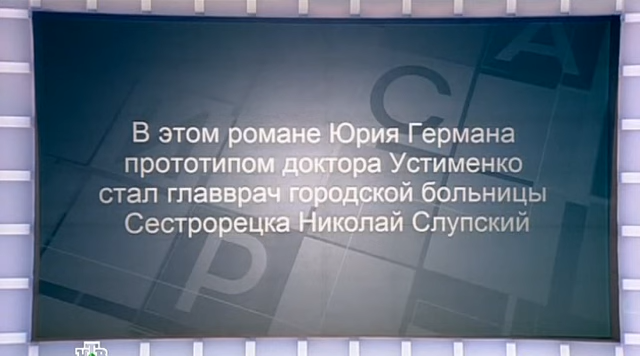 В этом романе Юрия Германа
прототипом доктора Устименко
стал главврач городской больницы
Сестрорецка Николай Слупский